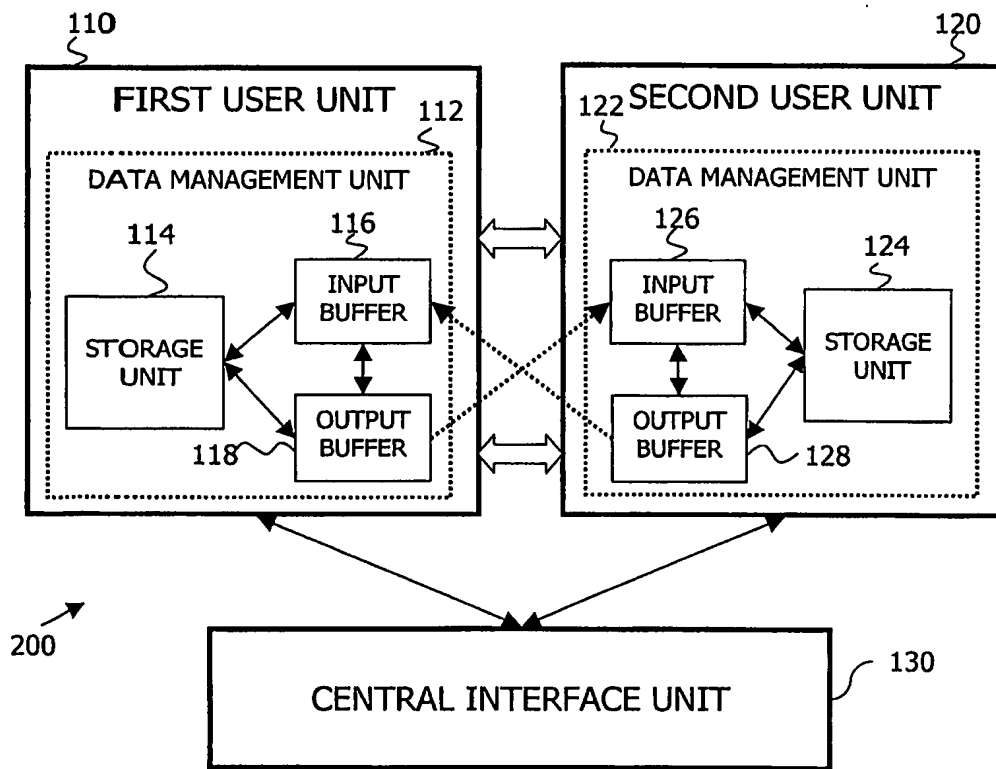 110
120
FIRST USER UNIT
SECOND USER UNIT
112
122
DATA MANAGEMENT UNIT
DATA MANAGEMENT UNIT
114
116
126
124
INPUT
BUFFER
INPUT
BUFFER
STORAGE
UNIT
STORAGE
UNIT
OUTPUT
BUFFER
OUTPUT
BUFFER
118
128
200
130
CENTRAL INTERFACE UNIT